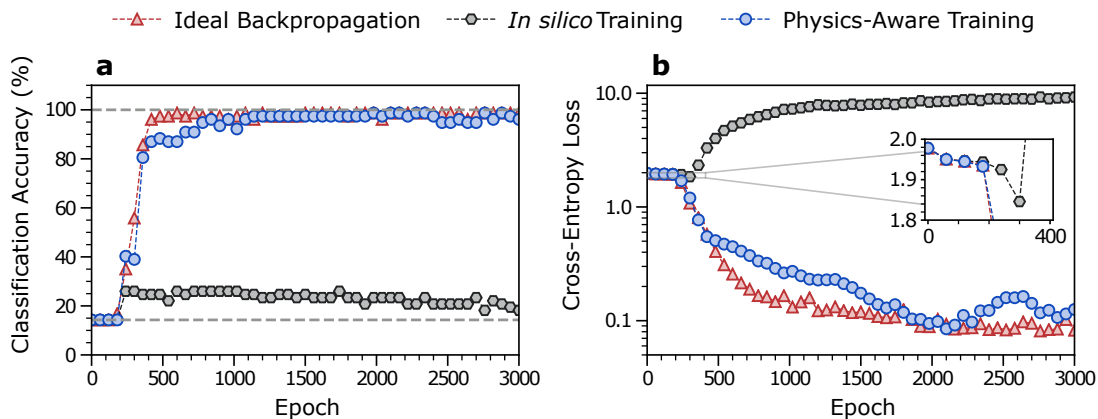 Ideal Backpropagation In silico Training Physics-Aware Training
a
b
Classification Accuracy (%)
100
80
60
40
20
0
0 500 1000 1500 2000 2500 3000
Epoch
Cross-Entropy Loss
10.0
1.0
0.1
0 500 1000 1500 2000 2500 3000
Epoch
2.0
1.9
1.8
0 400